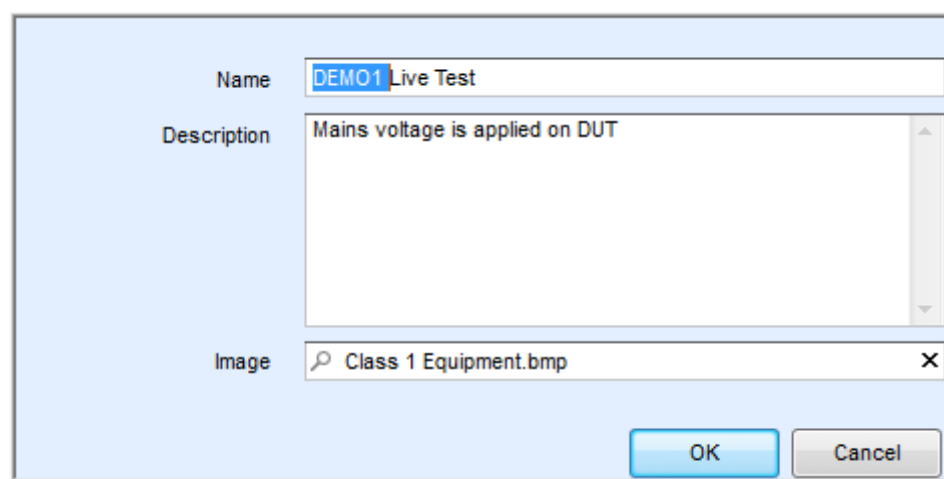 Name DEMO1 Live Test
Description Mains voltage is applied on DUT
Image Class 1 Equipment.bmp
OK Cancel